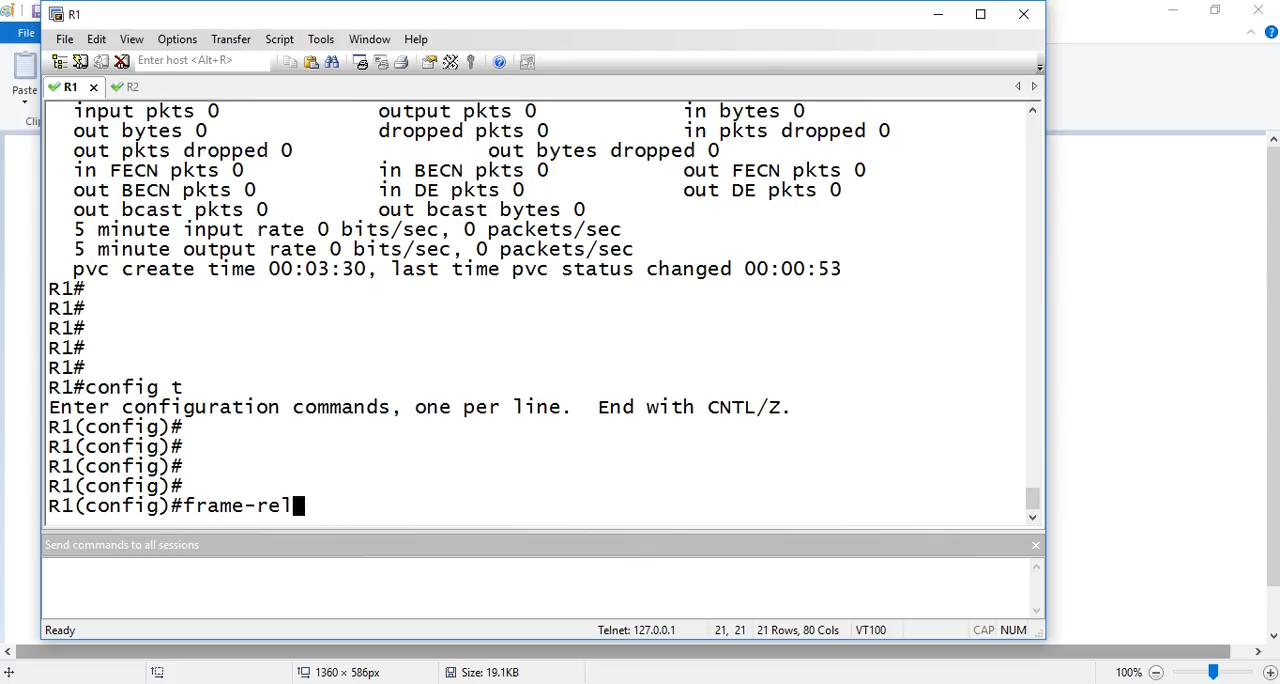 R1
File
File Edit View Options Transfer Script Tools Window Help
Enter host <Alt+R>
Paste
R1 R2
Cli
input pkts 0 output pkts 0 in bytes 0
out bytes 0 dropped pkts 0 in pkts dropped 0
out pkts dropped 0 out bytes dropped 0
in FECN pkts 0 in BECN pkts 0 out FECN pkts 0
out BECN pkts 0 in DE pkts 0 out DE pkts 0
out bcast pkts 0 out bcast bytes 0
5 minute input rate 0 bits/sec, 0 packets/sec
5 minute output rate 0 bits/sec, 0 packets/sec
pvc create time 00:03:30, last time pvc status changed 00:00:53
R1#
R1#
R1#
R1#
R1#
R1#config t
Enter configuration commands, one per line. End with CNTL/Z.
R1(config)#
R1(config)#
R1(config)#
R1(config)#
R1(config)#frame-rel
Send commands to all sessions
Ready Telnet: 127.0.0.1 21, 21 21 Rows, 80 Cols VT100 CAP NUM
1360 × 586px Size: 19.1KB 100%